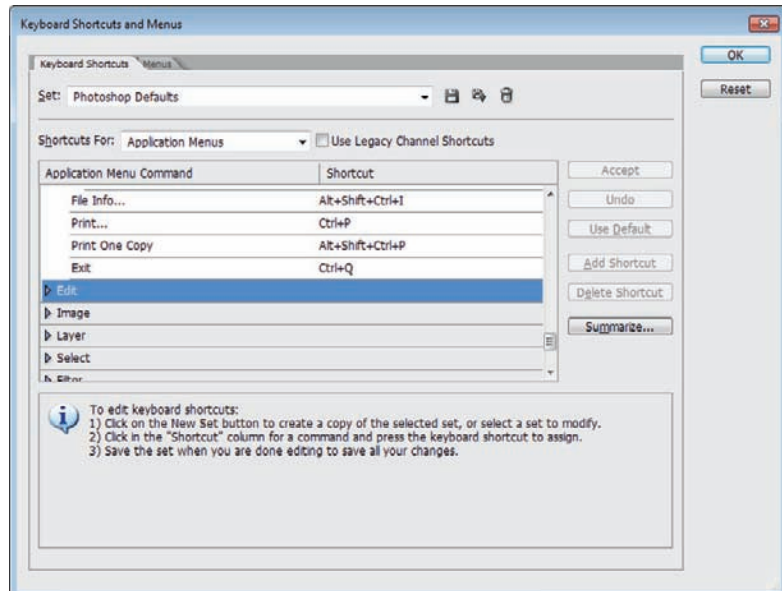 Keyboard Shortcuts and Menus
Keyboard Shortcuts Menus
OK
Set: Photoshop Defaults
Reset
Shortcuts For: Application Menus Use Legacy Channel Shortcuts
Application Menu Command Shortcut Accept
File Info... Alt+Shift+Ctrl+I Undo
Print... Ctrl+P
Use Default
Print One Copy Alt+Shift+Ctrl+P
Exit Ctrl+Q Add Shortcut
Edit Delete Shortcut
Image
Layer Summarize...
Select
Filter
To edit keyboard shortcuts:
1) Click on the New Set button to create a copy of the selected set, or select a set to modify.
2) Click in the "Shortcut" column for a command and press the keyboard shortcut to assign.
3) Save the set when you are done editing to save all your changes.